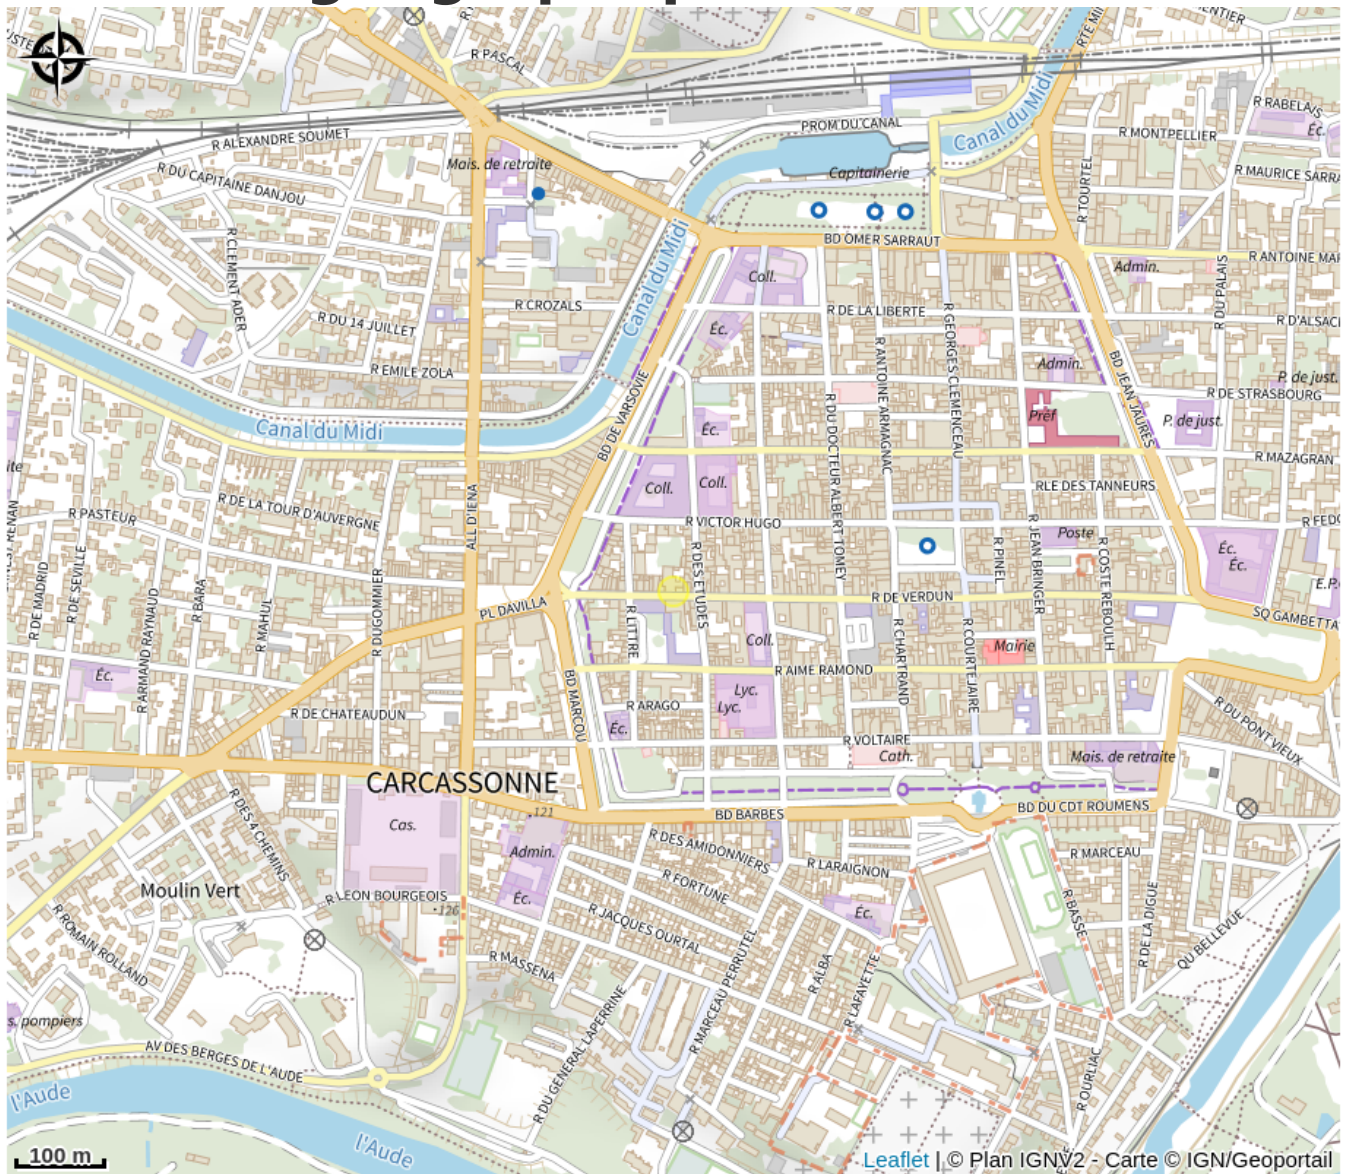 R PASCAL
RTE MI
ENTIER
R RABELAIS
Éc.
PROM DU CANAL
Canal du Midi
R MONTPELLIER
R ALEXANDRE SOUMET
Mais. de retraite
Capitainerie
R MAURICE SARRA
R DU CAPITAINE DANJOU
R TOURTEL
BD OMER SARRAUT
R ANTOINE MAR
Admin.
Coll.
R CLEMENT ADER
Canal du Midi
R DU PALAIS
R CROZALS
R DE LA LIBERTE
R D'ALSACE
R DU 14 JUILLET
Éc.
R GEORGES CLEMENCEAU
R ANTOINE ARMAGNAC
Admin.
BD JEAN JAURES
R EMILE ZOLA
P. de just.
R DE STRASBOURG
BD DE VARSOVIE
R DU DOCTEUR ALBERT TOMEY
Préf
P. de just.
Canal du Midi
Éc.
R MAZAGRAN
Coll.
Coll.
RLE DES TANNEURS
R DE LA TOUR D'AUVERGNE
ALL D'IENA
R PASTEUR
R VICTOR HUGO
R FEDO
Poste
R DES ETUDES
R PINEL
R JEAN BRINGER
R COSTE REBOULH
Éc.
Éc.
E.P.
R DE MADRID
R DE SEVILLE
R ARMAND RAYNAUD
R BARA
R MAHUL
R DUGOMMIER
PL DAVILLA
R DE VERDUN
SQ GAMBETTA
R LITTRE
Coll.
R CHARTRAND
R COURTEJAIRE
Mairie
R AIME RAMOND
Éc.
BD MARCOU
Lyc.
Lyc.
R ARAGO
R DE CHATEAUDUN
Éc.
R DU PONT VIEUX
R VOLTAIRE
Cath.
Mais. de retraite
CARCASSONNE
121
BD BARBES
BD DU CDT ROUMENS
Cas.
R DES 4 CHEMINS
R DES AMIDONNIERS
Admin.
R LARAIGNON
R MARCEAU
R FORTUNE
Moulin Vert
R LEON BOURGEOIS
126
Éc.
Éc.
R BASSE
R DE LA DIGUE
QU BELLEVUE
R JACQUES OURTAL
R ROMAIN ROLLAND
R MASSENA
R MARCEAU PERRUTEL
R ALBA
R LAFAYETTE
s. pompiers
R DU GENERAL LAPERRINE
AV DES BERGES DE L'AUDE
R OURLIAC
l'Aude
l'Aude
100 m
Leaflet | © Plan IGNV2 - Carte © IGN/Geoportail